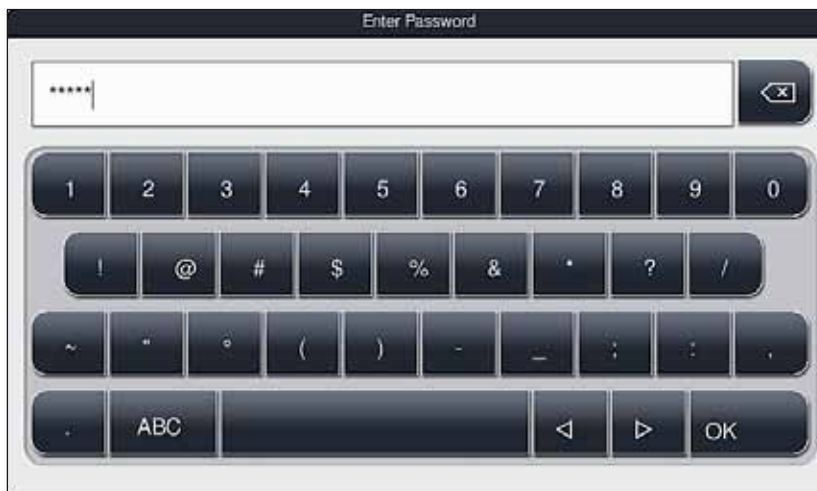 Enter Password
*****
1 2 3 4 5 6 7 8 9 0
! @ # $ % & * ? /
~ " ° ( ) - _ ; : ,
. ABC OK